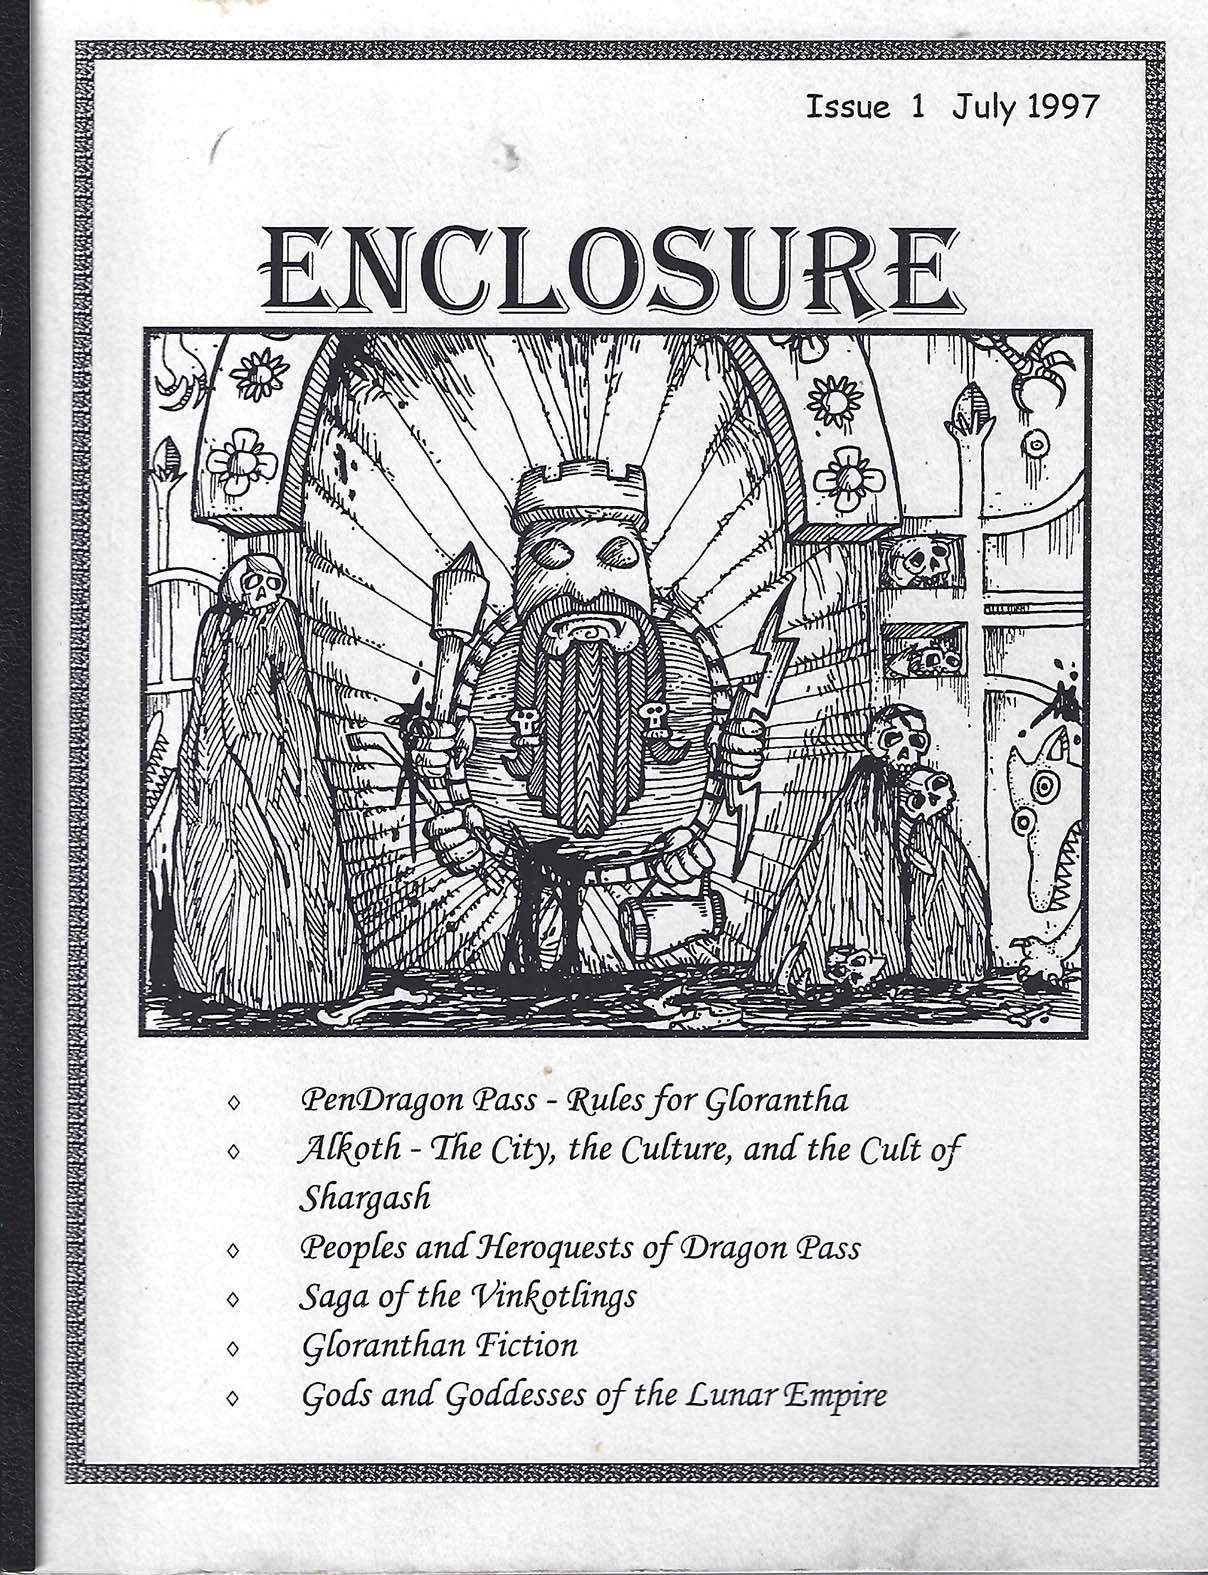 Issue 1 July 1997
ENCLOSURE
◊ PenDragon Pass - Rules for Glorantha
◊ Alkoth - The City, the Culture, and the Cult of
Shargash
◊ Peoples and Heroquests of Dragon Pass
◊ Saga of the Vinkotlings
◊ Gloranthan Fiction
◊ Gods and Goddesses of the Lunar Empire